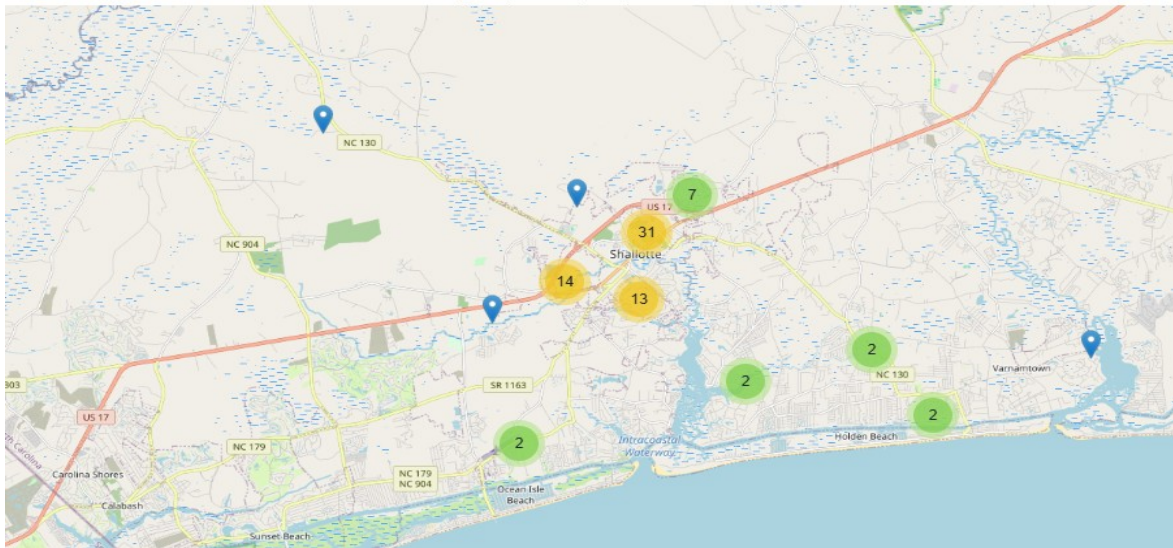 NC 130
7
US 17
31
Shallotte
NC 904
14
13
2
NC 130
Varnamtown
303
SR 1163
2
2
US 17
Holden Beach
2
Intracoastal
Waterway
NC 179
Carolina Shores
NC 179
NC 904
Ocean Isle
Beach
Calabash
Sunset Beach
Carolina